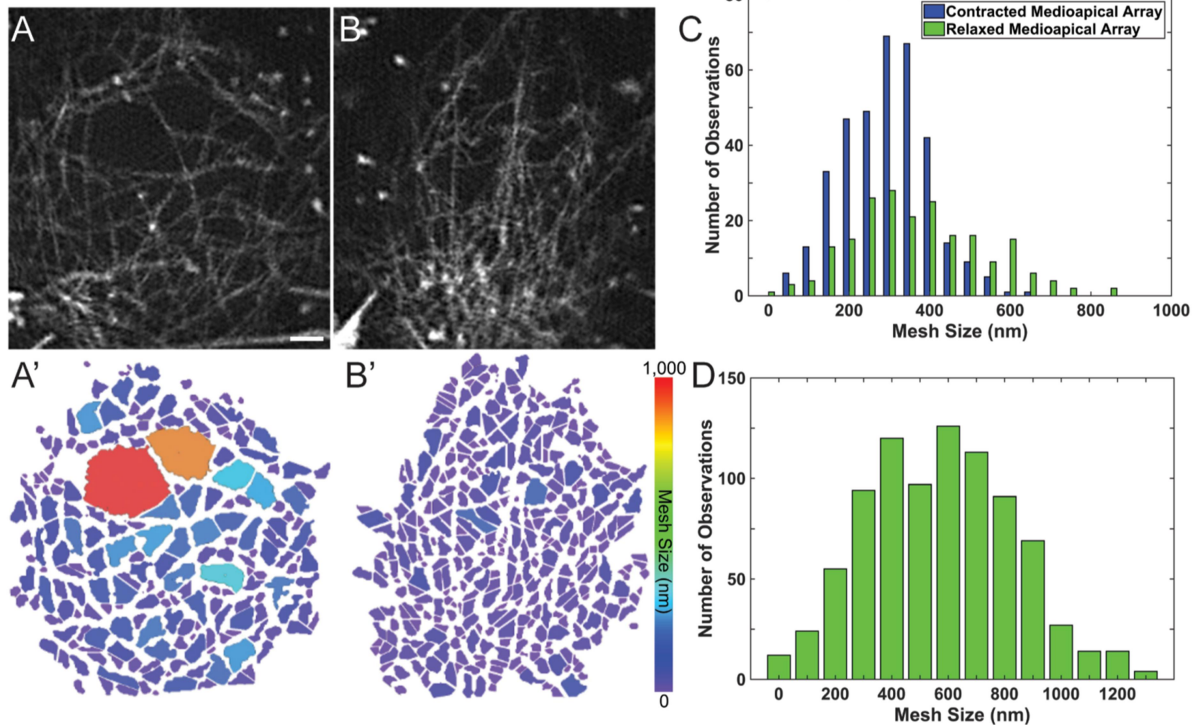 A
B
C
Contracted Medioapical Array
Relaxed Medioapical Array
Number of Observations
60
40
20
0
0 200 400 600 800 1000
Mesh Size (nm)
A’
B’
1,000
Mesh Size (nm)
0
D
150
100
50
0
Number of Observations
0 200 400 600 800 1000 1200
Mesh Size (nm)